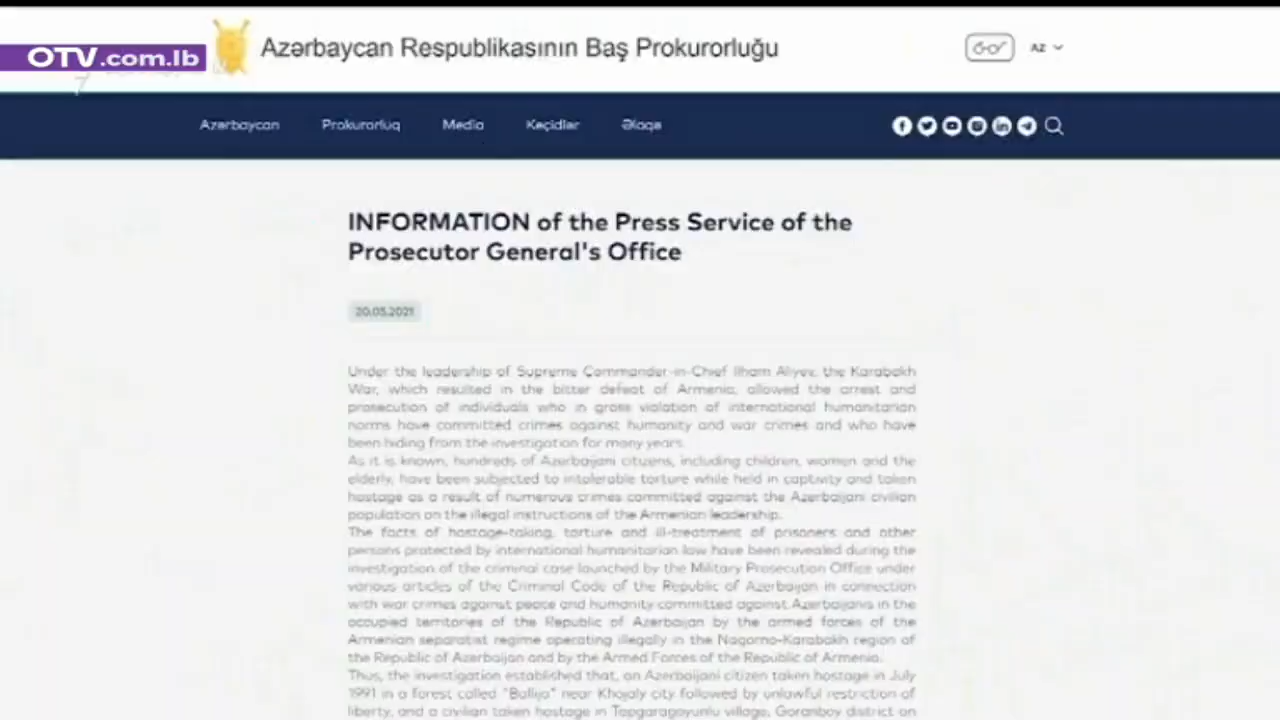 OTV.com.lb
Azərbaycan Respublikasının Baş Prokurorluğu
AZ
Azərbaycan Prokurorluq Media Keçidlər Əlaqə
INFORMATION of the Press Service of the
Prosecutor General's Office
20.05.2021
Under the leadership of Supreme Commander-in-Chief Ilham Aliyev, the Karabakh
War, which resulted in the bitter defeat of Armenia, allowed the arrest and
prosecution of individuals who in gross violation of international humanitarian
norms have committed crimes against humanity and war crimes and who have
been hiding from the investigation for many years.
As it is known, hundreds of Azerbaijani citizens, including children, women and the
elderly, have been subjected to intolerable torture while held in captivity and taken
hostage as a result of numerous crimes committed against the Azerbaijani civilian
population on the illegal instructions of the Armenian leadership.
The facts of hostage-taking, torture and ill-treatment of prisoners and other
persons protected by international humanitarian law have been revealed during the
investigation of the criminal case launched by the Military Prosecution Office under
various articles of the Criminal Code of the Republic of Azerbaijan in connection
with war crimes against peace and humanity committed against Azerbaijanis in the
occupied territories of the Republic of Azerbaijan by the armed forces of the
Armenian separatist regime operating illegally in the Nagorno-Karabakh region of
the Republic of Azerbaijan and by the Armed Forces of the Republic of Armenia.
Thus, the investigation established that, an Azerbaijani citizen taken hostage in July
1991 in a forest called "Ballija" near Khojaly city followed by unlawful restriction of
liberty, and a civilian taken hostage in Tapgaragoyunlu village, Goranboy district on